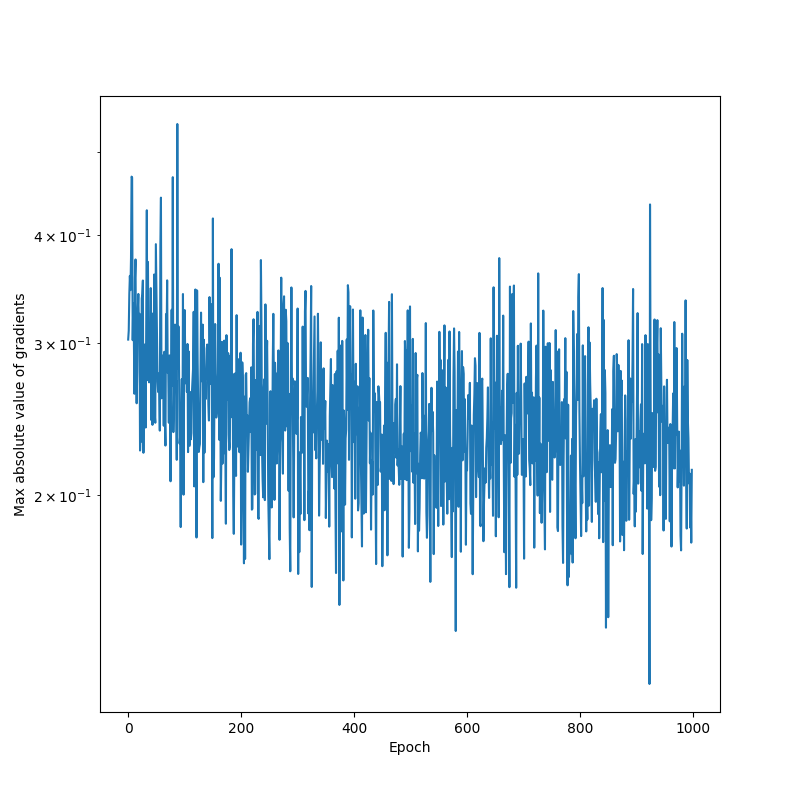 Max absolute value of gradients
4 × 10⁻¹
3 × 10⁻¹
2 × 10⁻¹
0 200 400 600 800 1000
Epoch